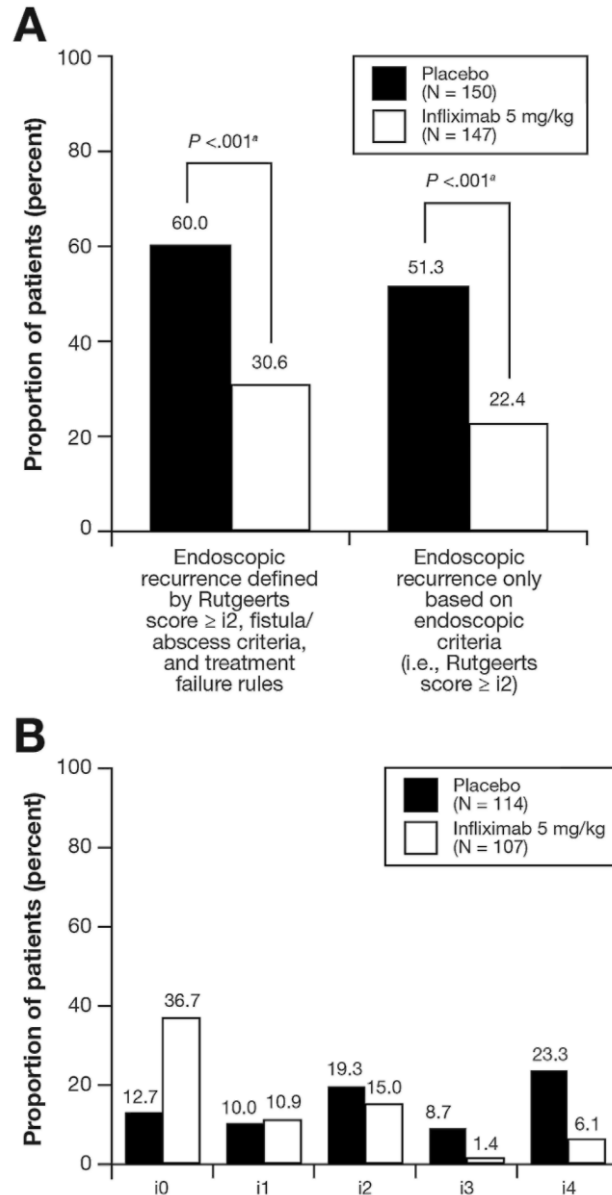 A
100
80
60
40
20
0
Proportion of patients (percent)
Placebo
(N = 150)
Infliximab 5 mg/kg
(N = 147)
P <.001ᵃ
60.0
30.6
P <.001ᵃ
51.3
22.4
Endoscopic
recurrence defined
by Rutgeerts
score ≥ i2, fistula/
abscess criteria,
and treatment
failure rules
Endoscopic
recurrence only
based on
endoscopic
criteria
(i.e., Rutgeerts
score ≥ i2)
B
100
80
60
40
20
0
Proportion of patients (percent)
Placebo
(N = 114)
Infliximab 5 mg/kg
(N = 107)
12.7
36.7
10.0
10.9
19.3
15.0
8.7
1.4
23.3
6.1
i0
i1
i2
i3
i4